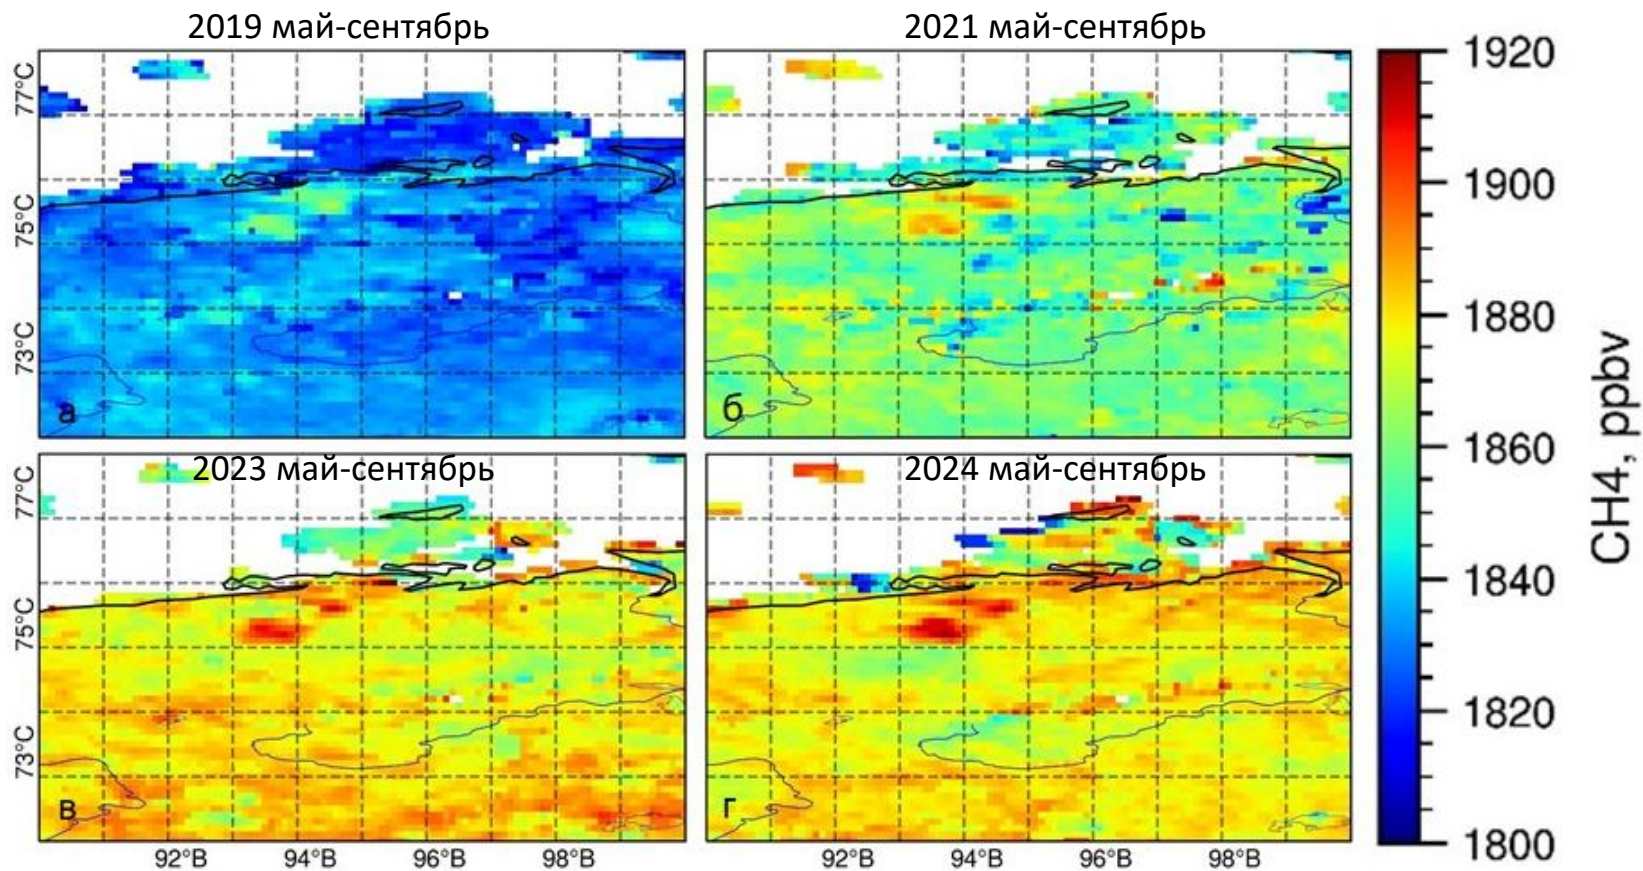 2019 май-сентябрь
2021 май-сентябрь
77°С
75°С
73°С
а
б
2023 май-сентябрь
2024 май-сентябрь
77°С
75°С
73°С
в
г
92°В
94°В
96°В
98°В
92°В
94°В
96°В
98°В
1920
1900
1880
1860
1840
1820
1800
CH4, ppbv